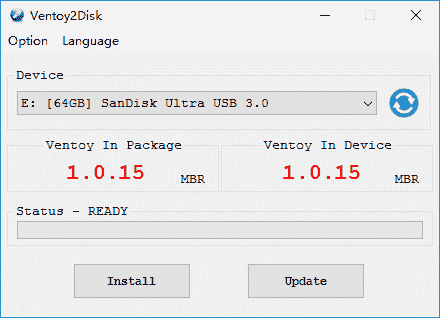 Ventoy2Disk
Option Language
Device
E: [64GB] SanDisk Ultra USB 3.0
Ventoy In Package Ventoy In Device
1.0.15 MBR 1.0.15 MBR
Status - READY
Install Update